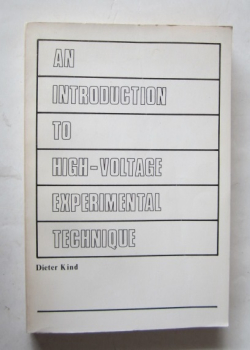 AN
INTRODUCTION
TO
HIGH-VOLTAGE
EXPERIMENTAL
TECHNIQUE
Dieter Kind